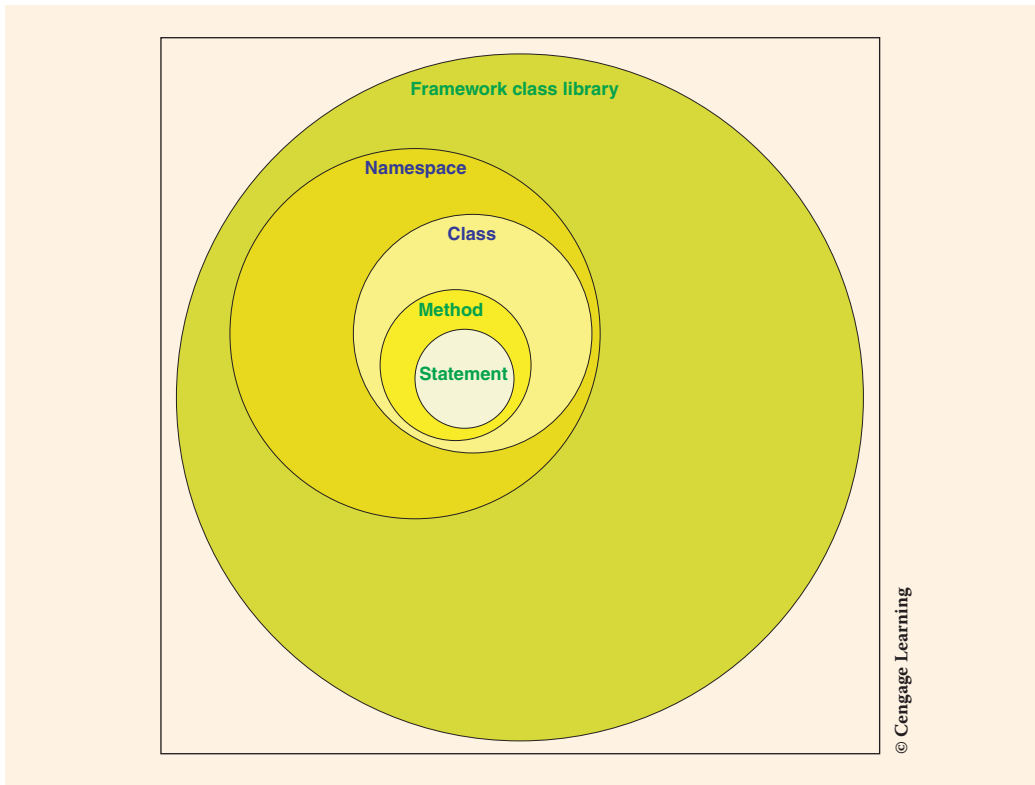 Framework class library
Namespace
Class
Method
Statement
© Cengage Learning